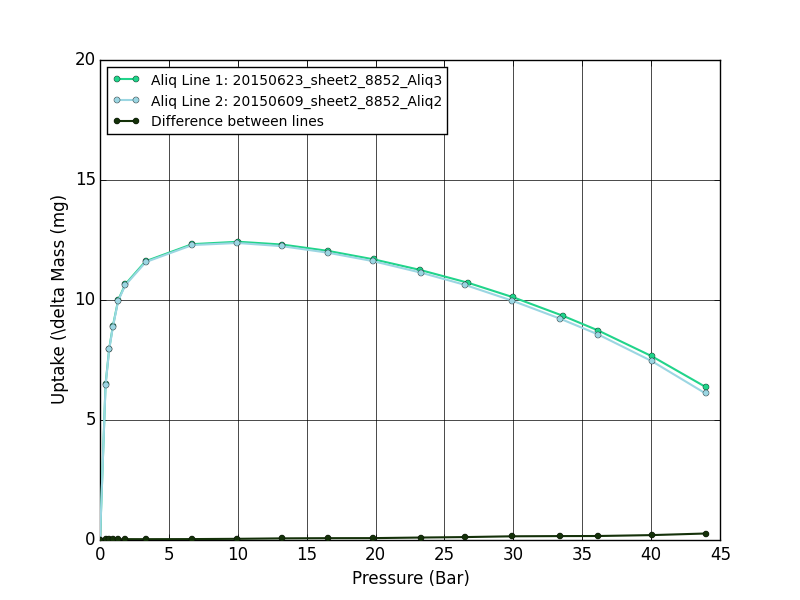 Aliq Line 1: 20150623_sheet2_8852_Aliq3
Aliq Line 2: 20150609_sheet2_8852_Aliq2
Difference between lines
20
15
10
5
0
Uptake (\delta Mass (mg)
0 5 10 15 20 25 30 35 40 45
Pressure (Bar)